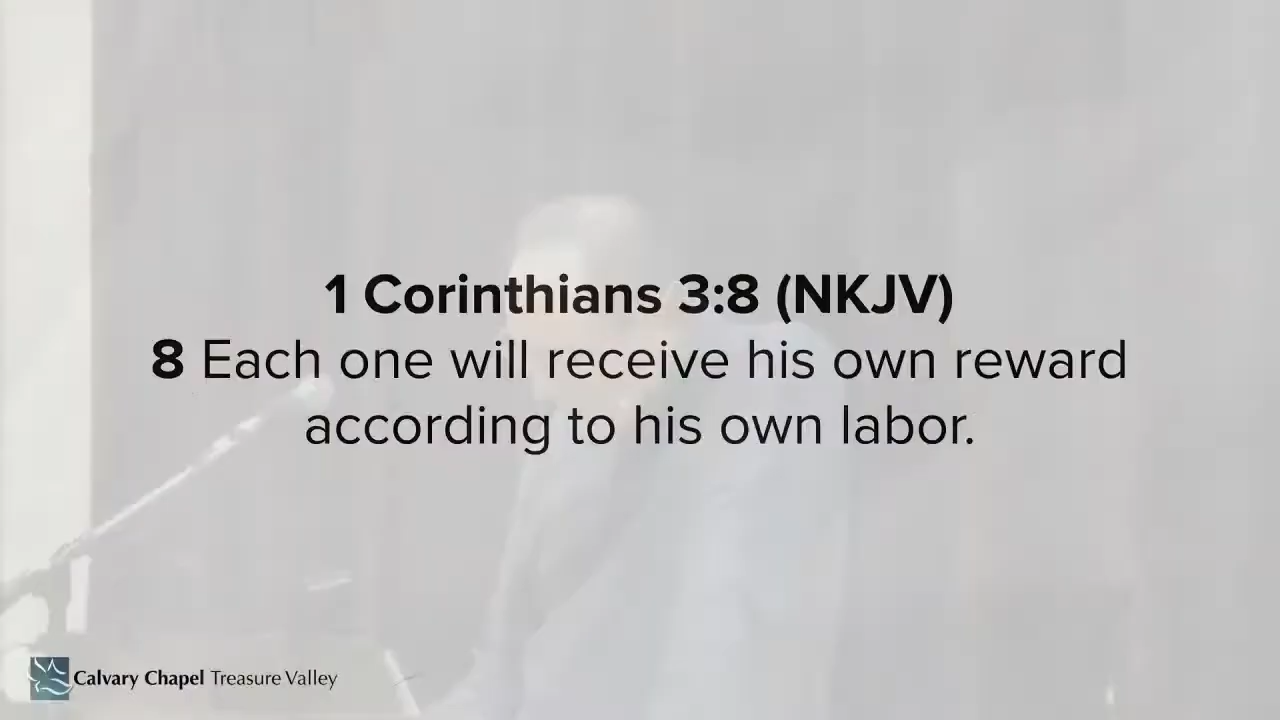 1 Corinthians 3:8 (NKJV)
8 Each one will receive his own reward
according to his own labor.
Calvary Chapel Treasure Valley